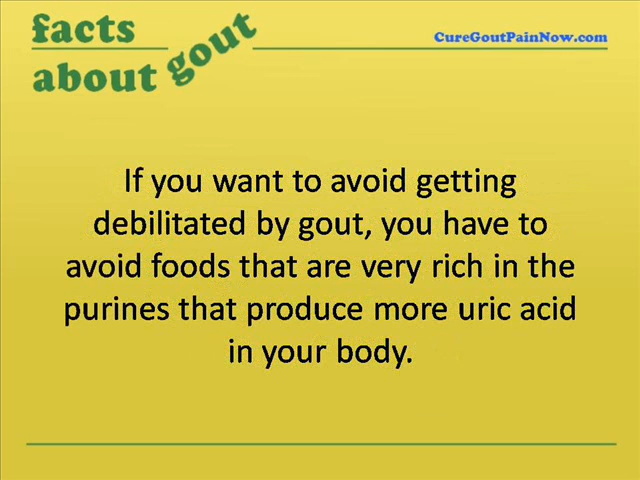 facts
about gout
CureGoutPainNow.com
If you want to avoid getting
debilitated by gout, you have to
avoid foods that are very rich in the
purines that produce more uric acid
in your body.